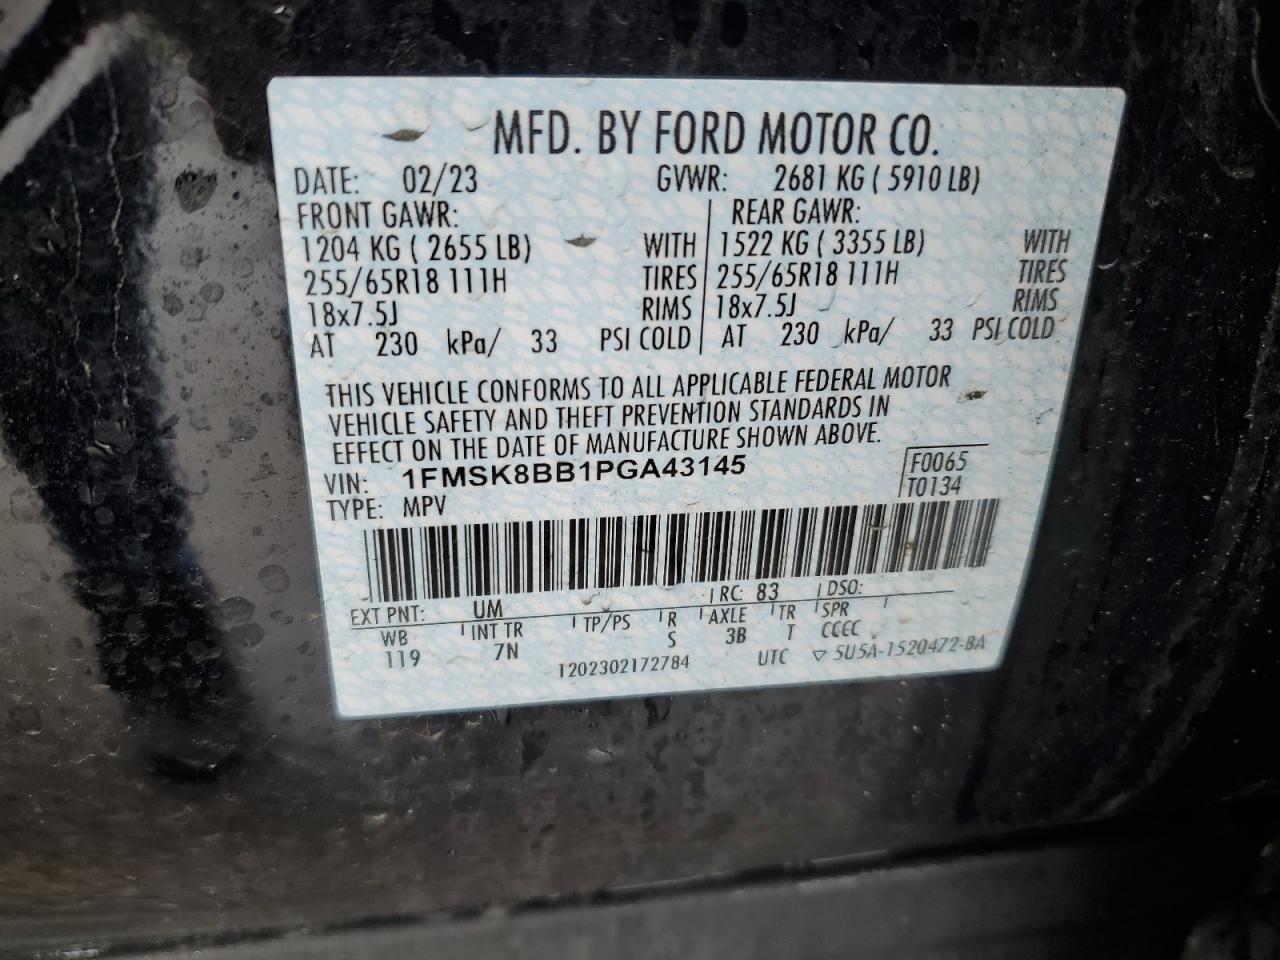 MFD. BY FORD MOTOR CO.
DATE: 02/23 GVWR: 2681 KG ( 5910 LB)
FRONT GAWR: REAR GAWR:
1204 KG ( 2655 LB) WITH 1522 KG ( 3355 LB) WITH
255/65R18 111H TIRES 255/65R18 111H TIRES
18x7.5J RIMS 18x7.5J RIMS
AT 230 kPa/ 33 PSI COLD AT 230 kPa/ 33 PSI COLD
THIS VEHICLE CONFORMS TO ALL APPLICABLE FEDERAL MOTOR
VEHICLE SAFETY AND THEFT PREVENTION STANDARDS IN
EFFECT ON THE DATE OF MANUFACTURE SHOWN ABOVE.
VIN: 1FMSK8BB1PGA43145 F0065
TYPE: MPV T0134
EXT PNT: UM RC: 83 DSO:
WB INT TR TP/PS R AXLE TR SPR
119 7N S 3B T CCEC
1202302172784 UTC ▽ 5U5A-1520472-BA